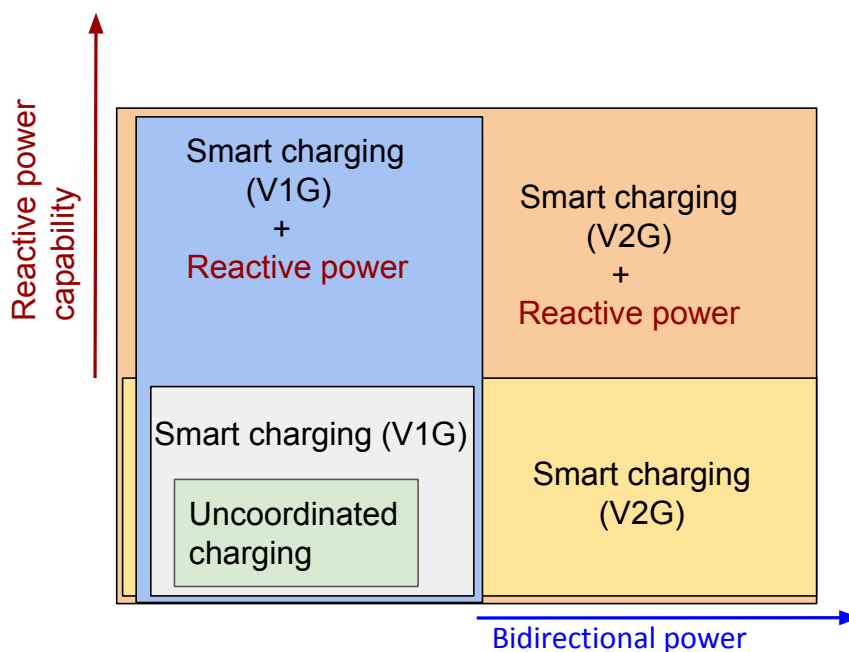 Reactive power
capability
Smart charging
(V1G)
+
Reactive power
Smart charging
(V2G)
+
Reactive power
Smart charging (V1G)
Uncoordinated
charging
Smart charging
(V2G)
Bidirectional power